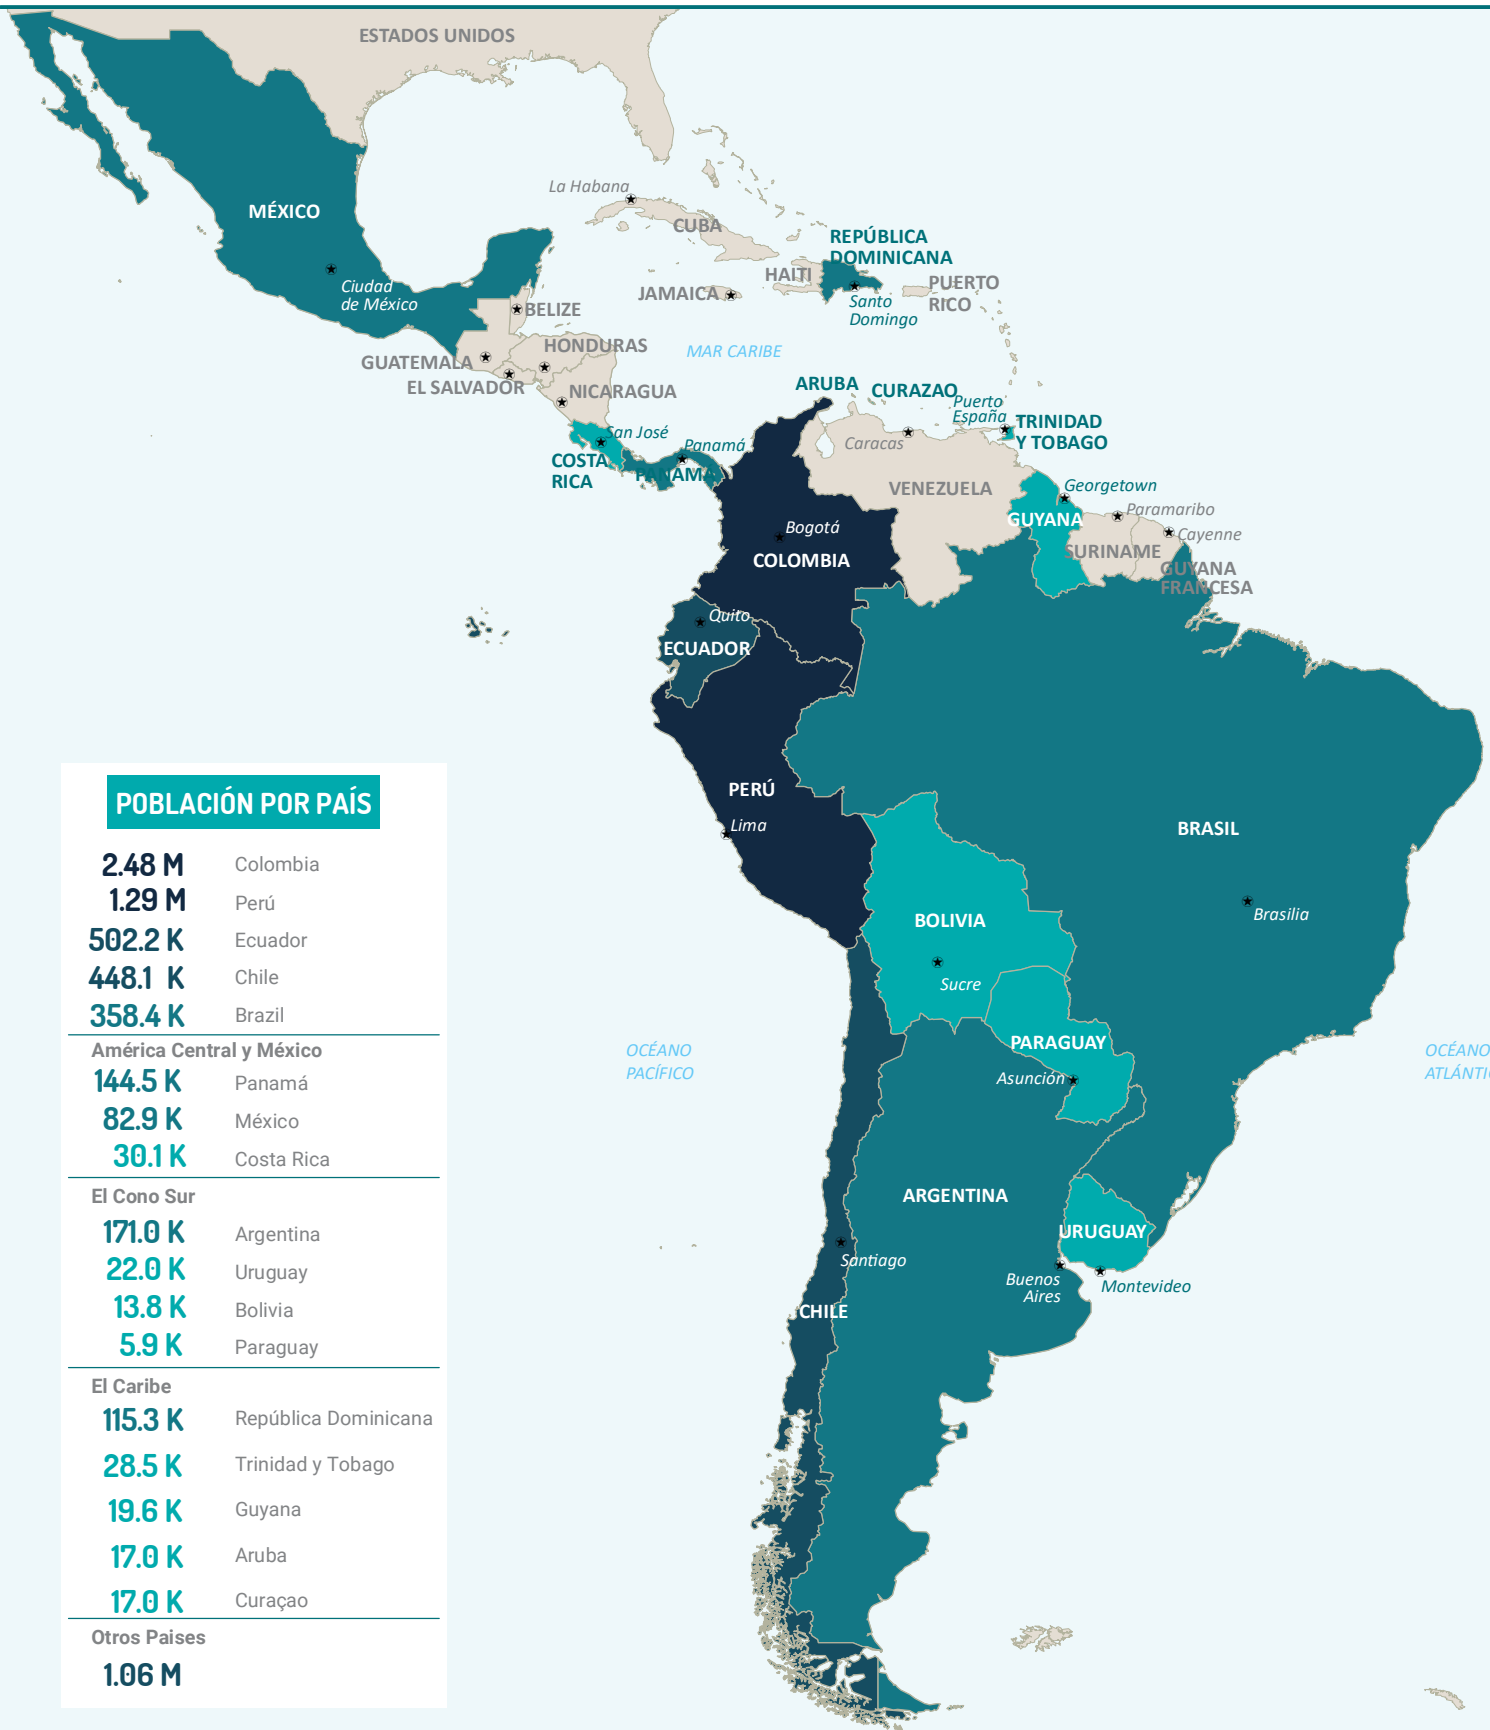 ESTADOS UNIDOS
La Habana
CUBA
MÉXICO
REPÚBLICA
DOMINICANA
HAITI
Ciudad
de México
JAMAICA
PUERTO
RICO
Santo
Domingo
BELIZE
HONDURAS
MAR CARIBE
GUATEMALA
EL SALVADOR
NICARAGUA
ARUBA
CURAZAO
Puerto
España
TRINIDAD
Y TOBAGO
San José
Panamá
Caracas
COSTA
RICA
PANAMÁ
VENEZUELA
Georgetown
GUYANA
Paramaribo
Cayenne
Bogotá
COLOMBIA
SURINAME
GUYANA
FRANCESA
Quito
ECUADOR
PERÚ
Lima
BRASIL
BOLIVIA
Brasilia
Sucre
OCÉANO
PACÍFICO
PARAGUAY
Asunción
OCÉANO
ATLÁNTIC
ARGENTINA
URUGUAY
Santiago
Buenos
Aires
Montevideo
CHILE
POBLACIÓN POR PAÍS
2.48 M Colombia
1.29 M Perú
502.2 K Ecuador
448.1 K Chile
358.4 K Brazil
América Central y México
144.5 K Panamá
82.9 K México
30.1 K Costa Rica
El Cono Sur
171.0 K Argentina
22.0 K Uruguay
13.8 K Bolivia
5.9 K Paraguay
El Caribe
115.3 K República Dominicana
28.5 K Trinidad y Tobago
19.6 K Guyana
17.0 K Aruba
17.0 K Curaçao
Otros Paises
1.06 M